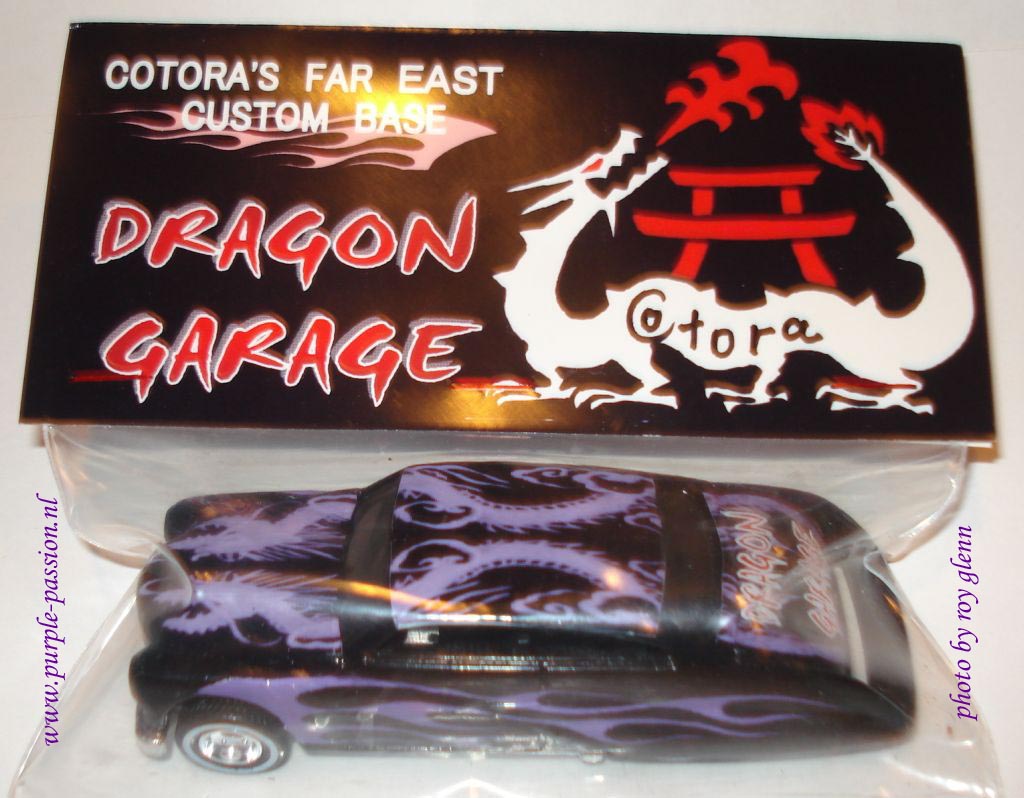 COTORA'S FAR EAST
CUSTOM BASE
DRAGON
GARAGE
Cotora
DRAGON
GARAGE
www.purple-passion.nl
photo by roy glenn